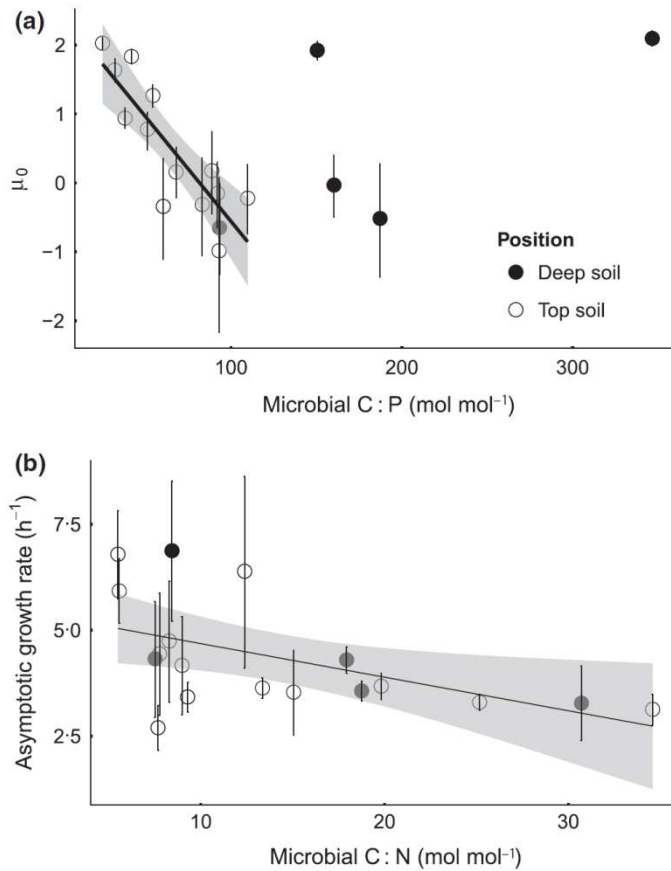 (a)
2
1
0
−1
−2
μ0
100
200
300
Microbial C : P (mol mol−1)
Position
Deep soil
Top soil
(b)
7·5
5·0
2·5
Asymptotic growth rate (h−1)
10
20
30
Microbial C : N (mol mol−1)